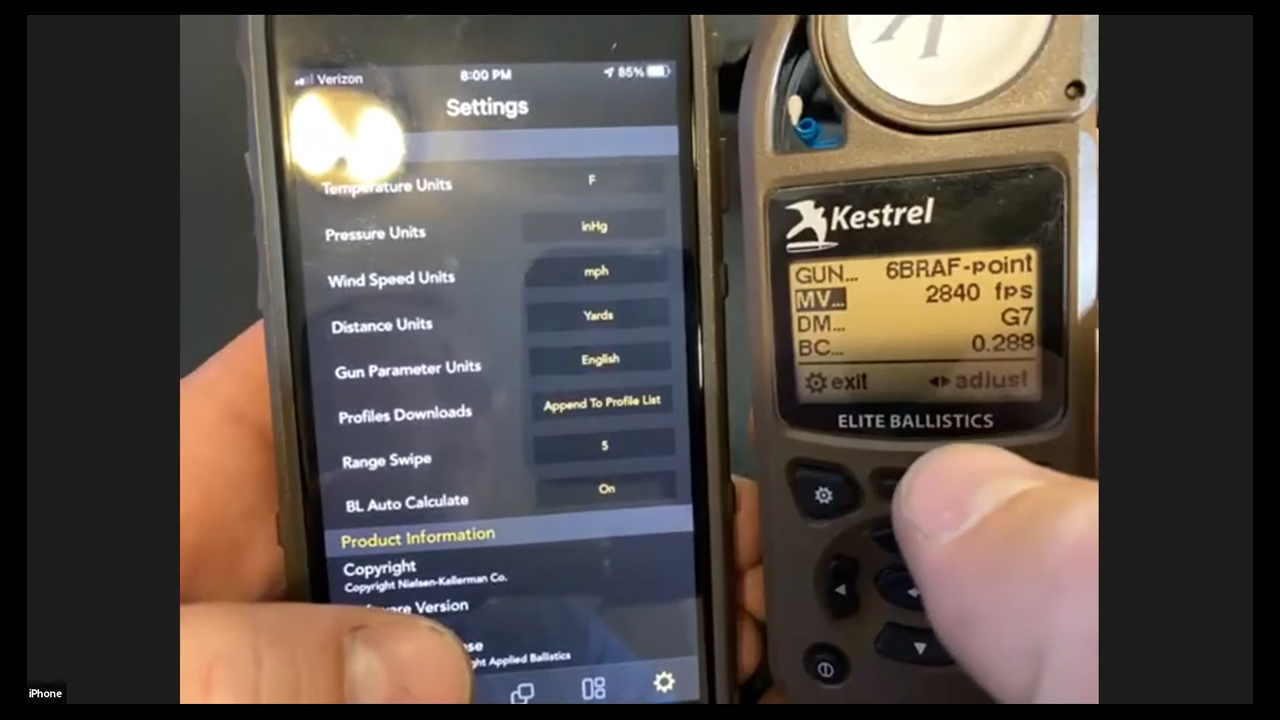 Verizon
8:00 PM
85%
Settings
Temperature Units
F
Pressure Units
inHg
Wind Speed Units
mph
Distance Units
Yards
Gun Parameter Units
English
Profiles Downloads
Append To Profile List
Range Swipe
5
BL Auto Calculate
On
Product Information
Copyright
Copyright Nielsen-Kellerman Co.
Version
Applied Ballistics
Kestrel
GUN... 6BRAF-point
MV... 2840 fps
DM... G7
BC... 0.288
exit adjust
ELITE BALLISTICS
iPhone